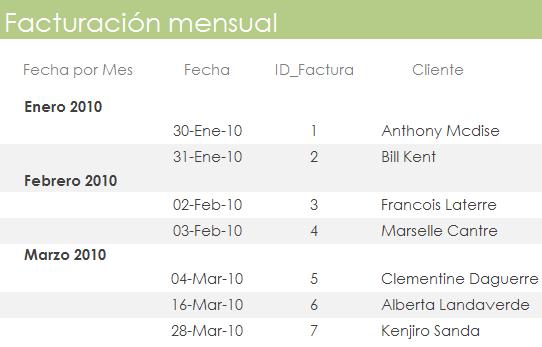 Facturación mensual
Fecha por Mes Fecha ID_Factura Cliente
Enero 2010
30-Ene-10 1 Anthony Mcdise
31-Ene-10 2 Bill Kent
Febrero 2010
02-Feb-10 3 Francois Laterre
03-Feb-10 4 Marselle Cantre
Marzo 2010
04-Mar-10 5 Clementine Daguerre
16-Mar-10 6 Alberta Landaverde
28-Mar-10 7 Kenjiro Sanda